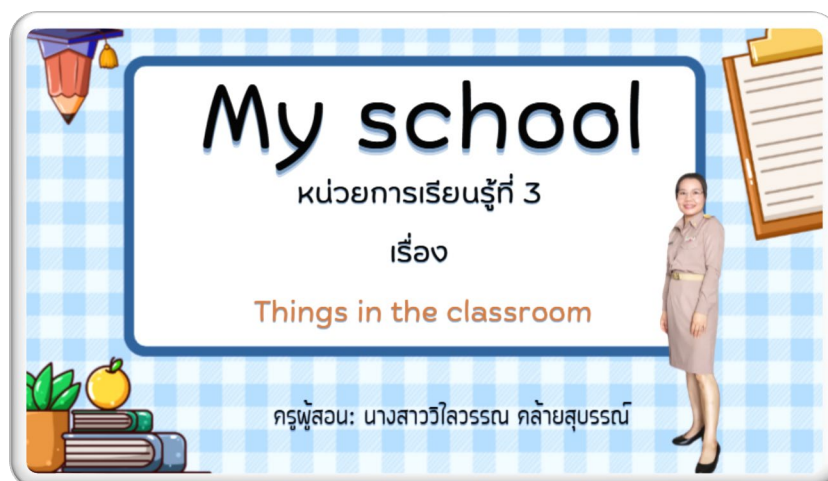 My school
หน่วยการเรียนรู้ที่ 3
เรื่อง
Things in the classroom
ครูผู้สอน: นางสาววิไลวรรณ คล้ายสุบรรณ์